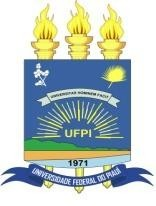 UNIVERSITAS HOMINEM FACIT
UFPI
1971
UNIVERSIDADE FEDERAL DO PIAUÍ